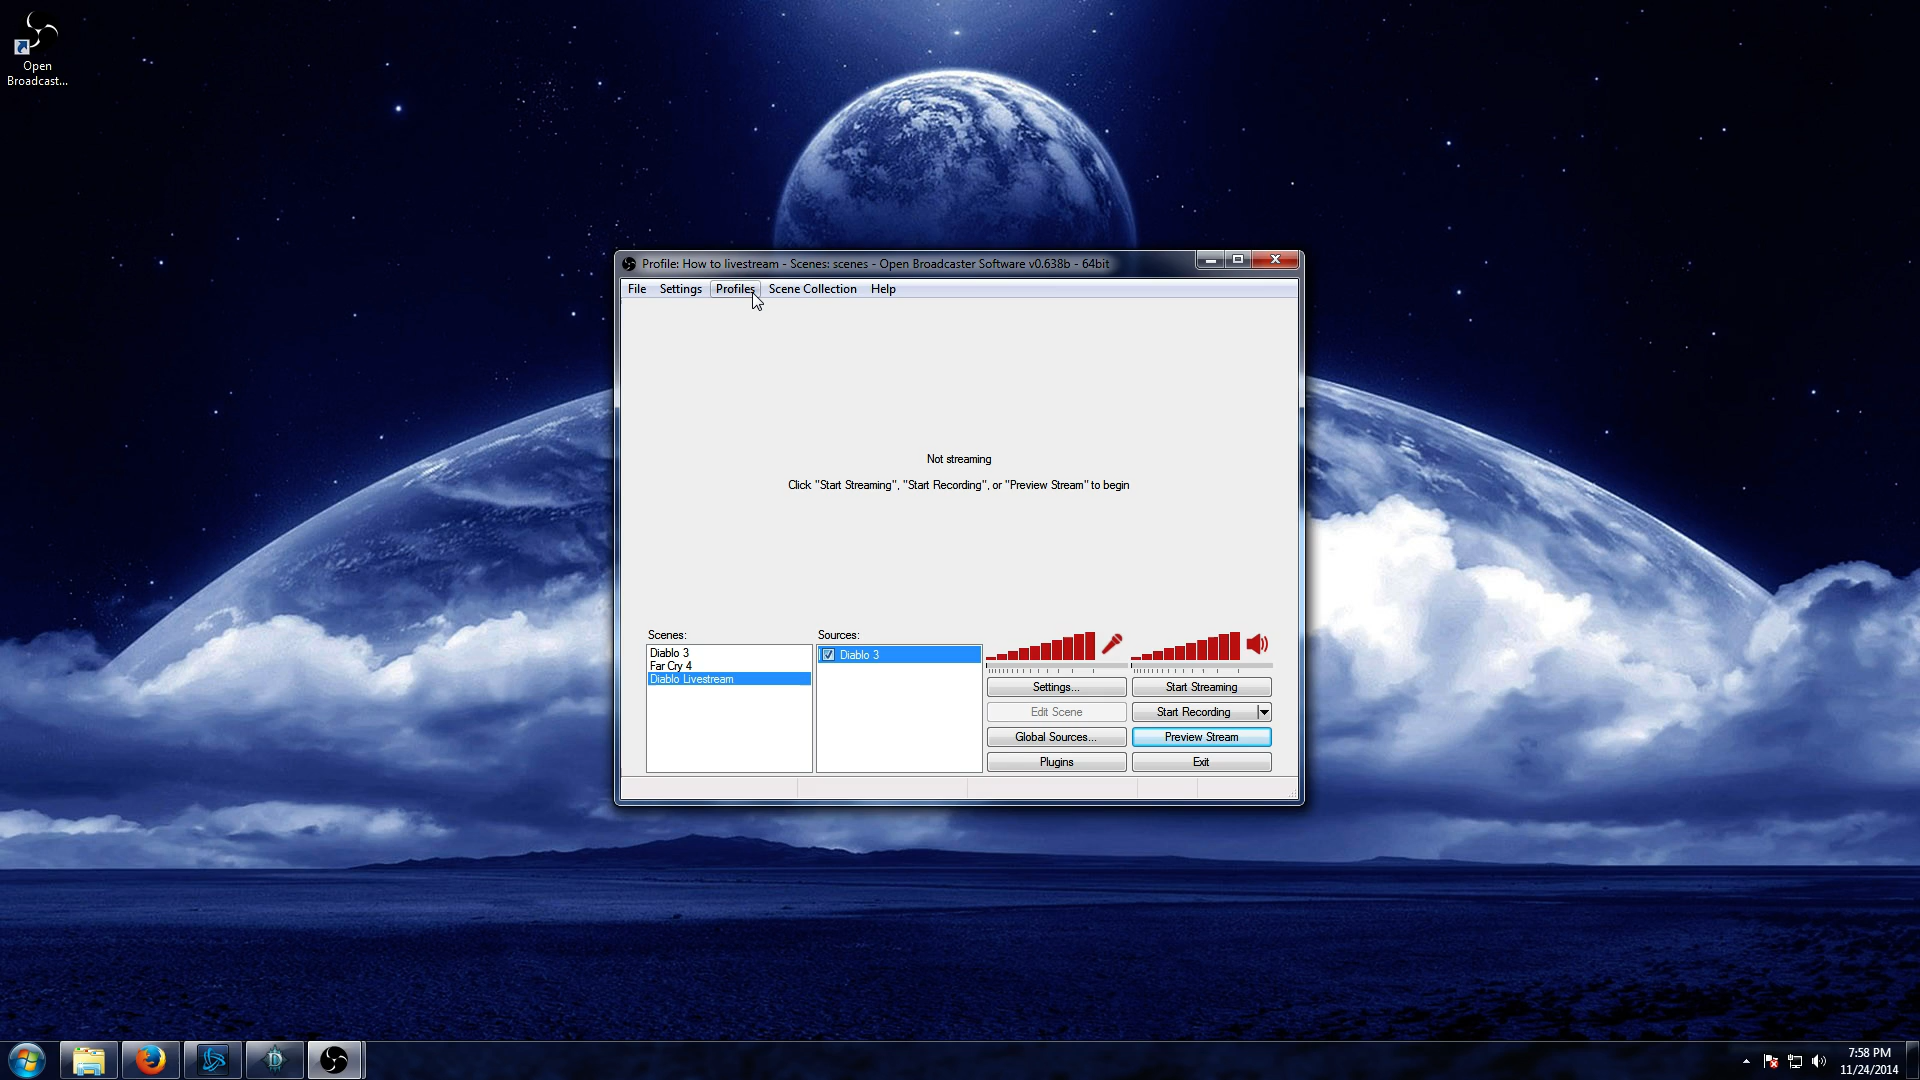 Open
Broadcast...
Profile: How to livestream - Scenes: scenes - Open Broadcaster Software v0.638b - 64bit
File Settings Profiles Scene Collection Help
Not streaming
Click "Start Streaming", "Start Recording", or "Preview Stream" to begin
Scenes:
Diablo 3
Far Cry 4
Diablo Livestream
Sources:
Diablo 3
Settings...
Start Streaming
Edit Scene
Start Recording
Global Sources...
Preview Stream
Plugins
Exit
7:58 PM
11/24/2014